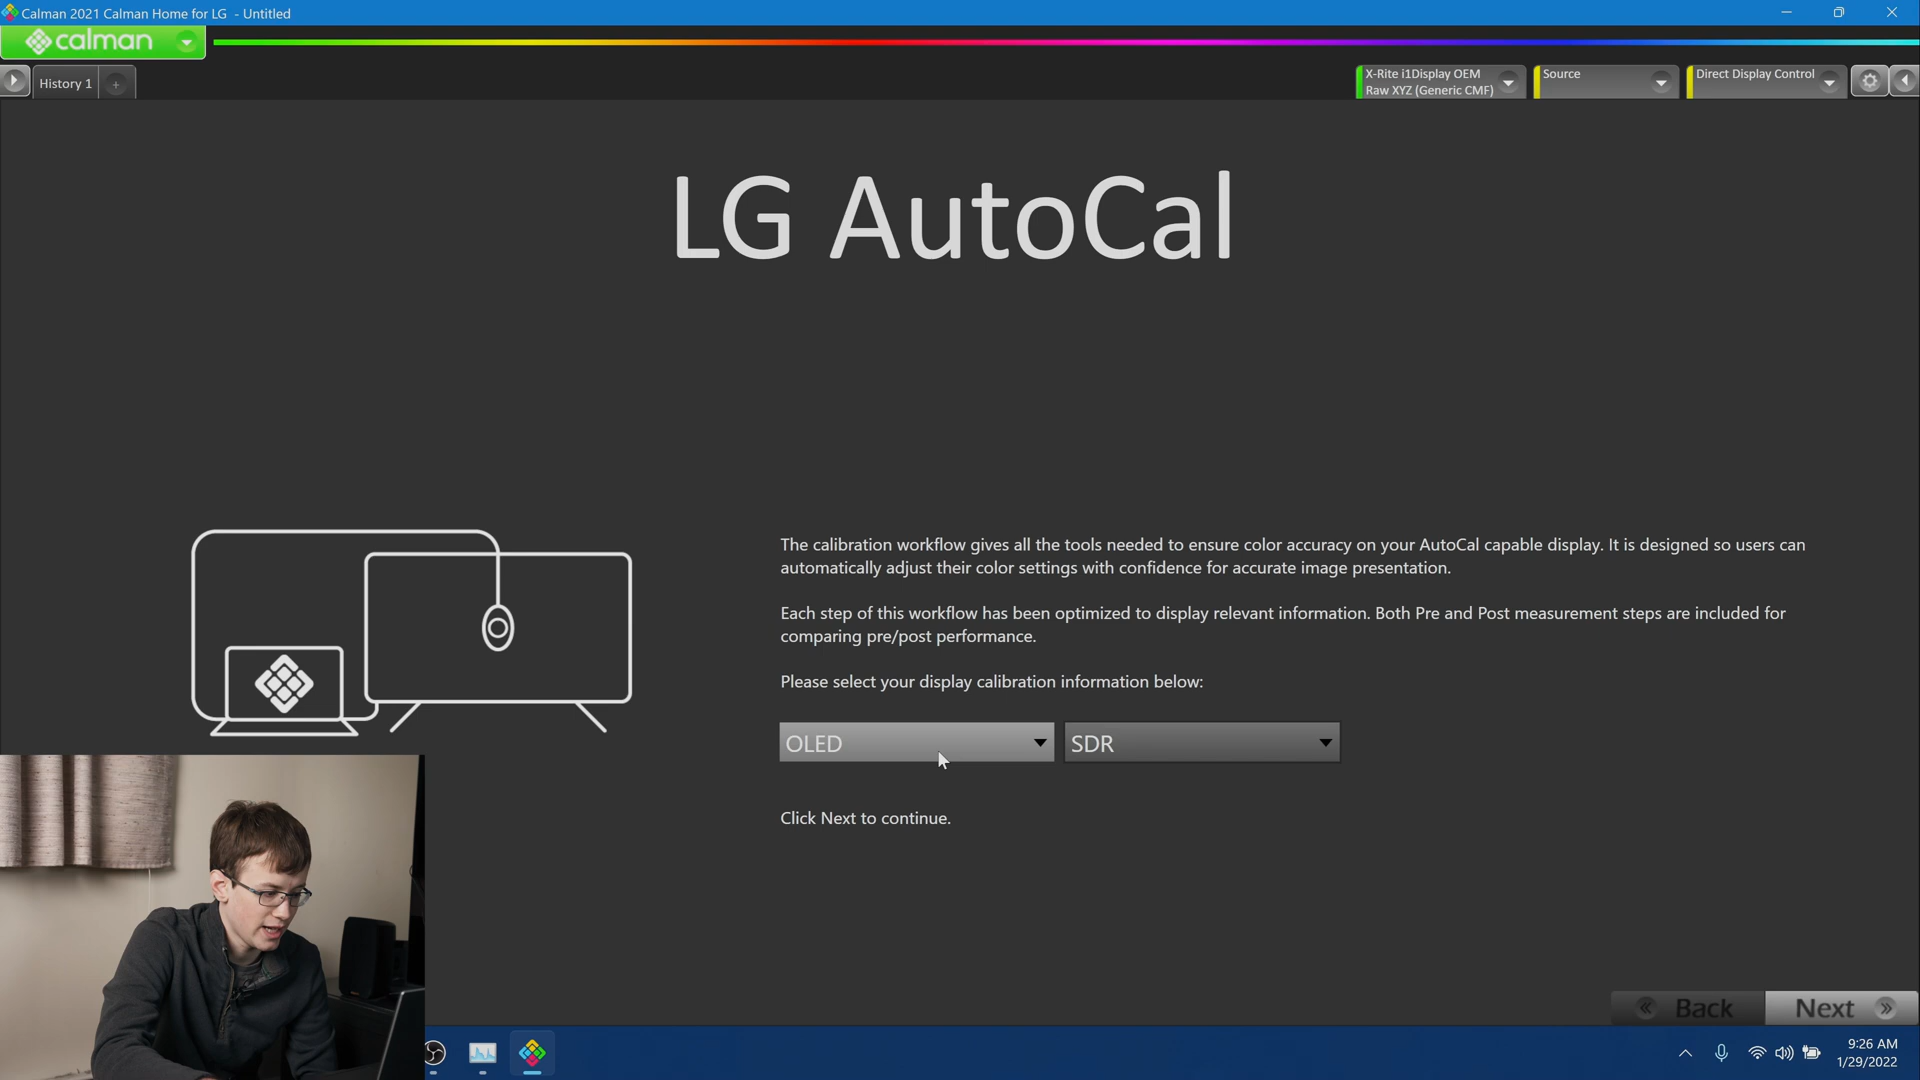 Calman 2021 Calman Home for LG - Untitled
calman
History 1
+
X-Rite i1Display OEM
Raw XYZ (Generic CMF)
Source
Direct Display Control
LG AutoCal
The calibration workflow gives all the tools needed to ensure color accuracy on your AutoCal capable display. It is designed so users can
automatically adjust their color settings with confidence for accurate image presentation.
Each step of this workflow has been optimized to display relevant information. Both Pre and Post measurement steps are included for
comparing pre/post performance.
Please select your display calibration information below:
OLED
SDR
Click Next to continue.
« Back
Next »
9:26 AM
1/29/2022